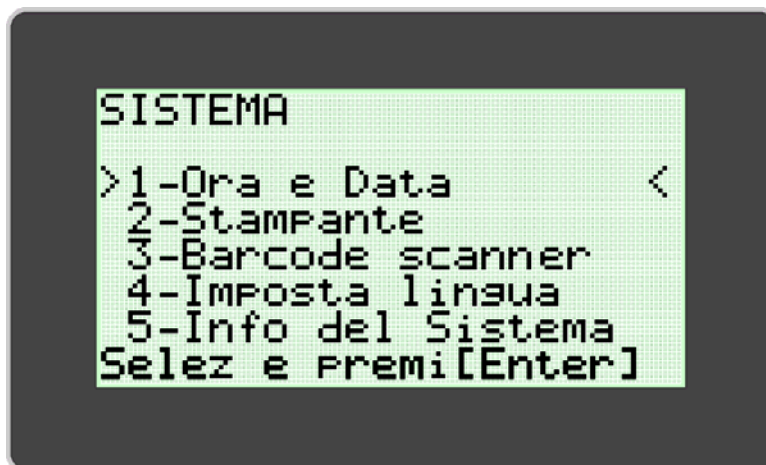 SISTEMA
>1-Ora e Data <
2-Stampante
3-Barcode scanner
4-Imposta lingua
5-Info del Sistema
Selez e premi[Enter]